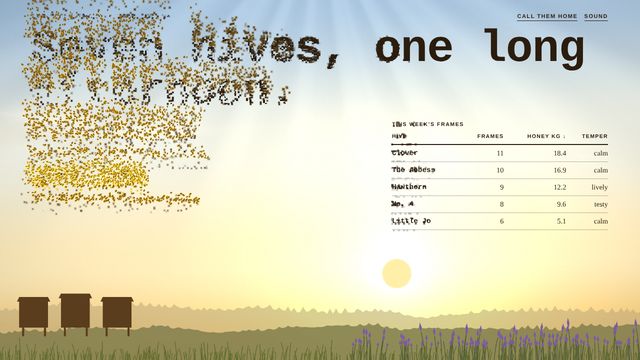 CALL THEM HOME SOUND
Seven hives, one long
THIS WEEK'S FRAMES
HIVE FRAMES HONEY KG ↓ TEMPER
Clover 11 18.4 calm
The Abbess 10 16.9 calm
Hawthorn 9 12.2 lively
No. 4 8 9.6 testy
Little Jo 6 5.1 calm